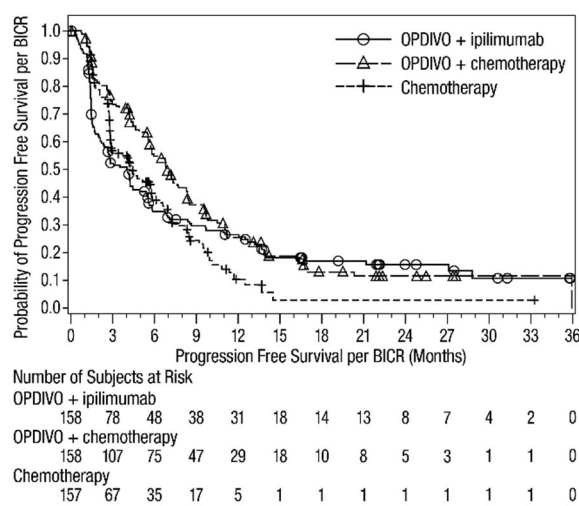 Probability of Progression Free Survival per BICR
1.0
0.9
0.8
0.7
0.6
0.5
0.4
0.3
0.2
0.1
0.0
OPDIVO + ipilimumab
OPDIVO + chemotherapy
Chemotherapy
0 3 6 9 12 15 18 21 24 27 30 33 36
Progression Free Survival per BICR (Months)
Number of Subjects at Risk
OPDIVO + ipilimumab
158 78 48 38 31 18 14 13 8 7 4 2 0
OPDIVO + chemotherapy
158 107 75 47 29 18 10 8 5 3 1 1 0
Chemotherapy
157 67 35 17 5 1 1 1 1 1 1 1 0